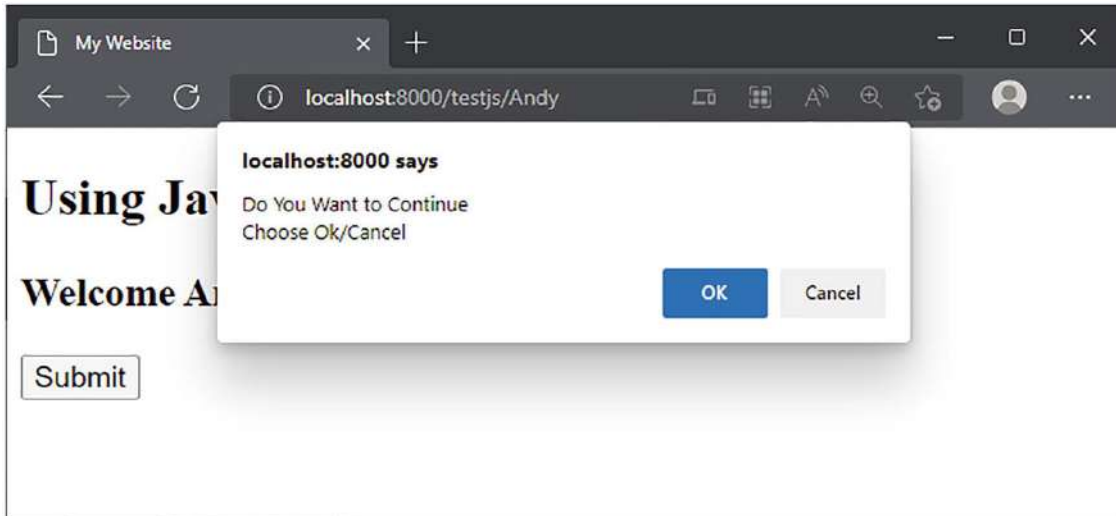 My Website
localhost:8000/testjs/Andy
localhost:8000 says
Do You Want to Continue
Choose Ok/Cancel
OK Cancel
Using
Welcome
Submit